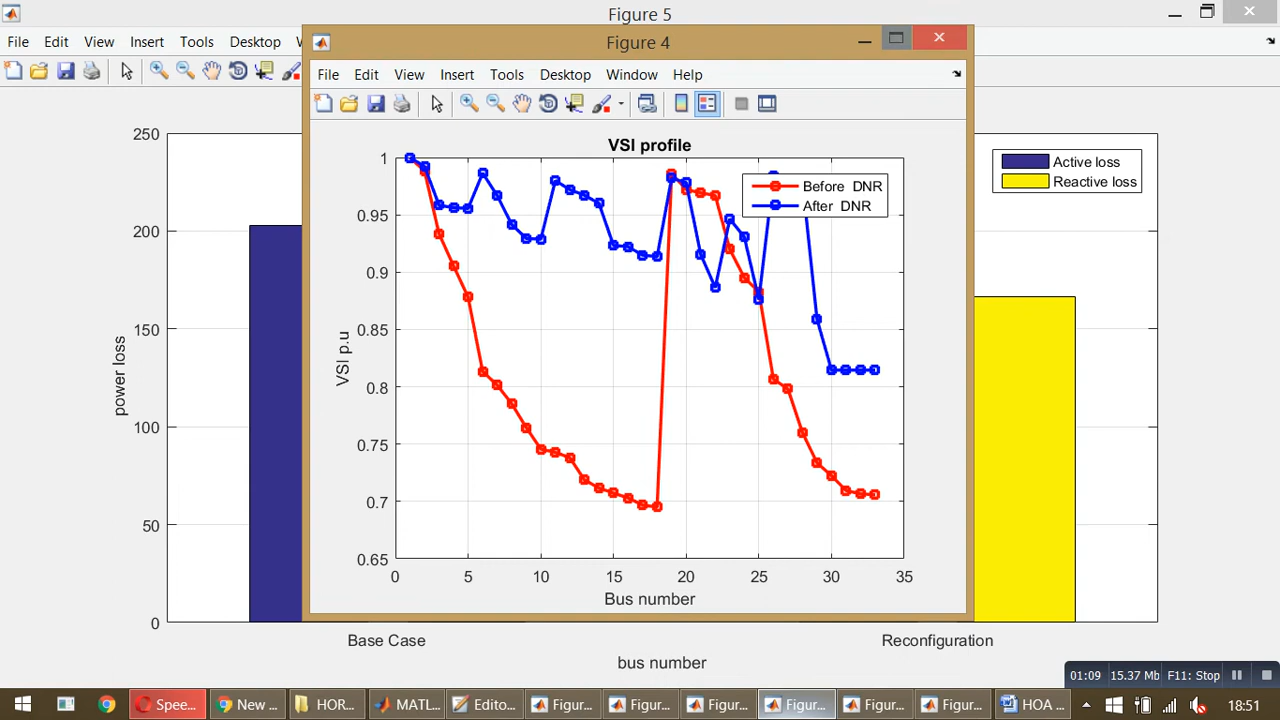 Figure 5
File Edit View Insert Tools Desktop
Figure 4
File Edit View Insert Tools Desktop Window Help
VSI profile
Before DNR
After DNR
VSI p.u
1
0.95
0.9
0.85
0.8
0.75
0.7
0.65
0 5 10 15 20 25 30 35
Bus number
250
200
150
100
50
0
power loss
Active loss
Reactive loss
Base Case
Reconfiguration
bus number
01:09 15.37 Mb F11: Stop
Spee... New ... HOR... MATL... Edito... Figur... Figur... Figur... Figur... Figur... Figur... HOA ... 18:51